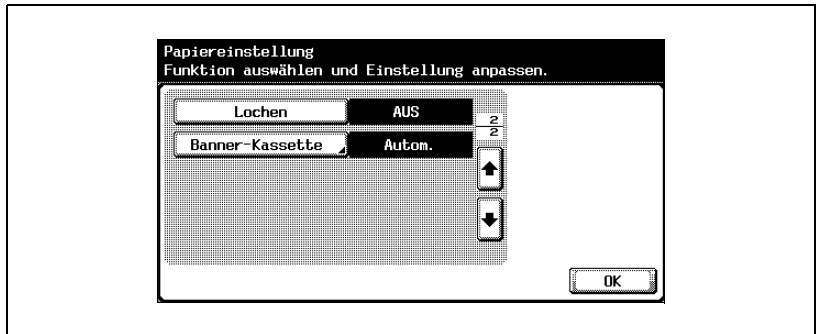 Papiereinstellung
Funktion auswählen und Einstellung anpassen.
Lochen AUS
2
2
Banner-Kassette Autom.
OK